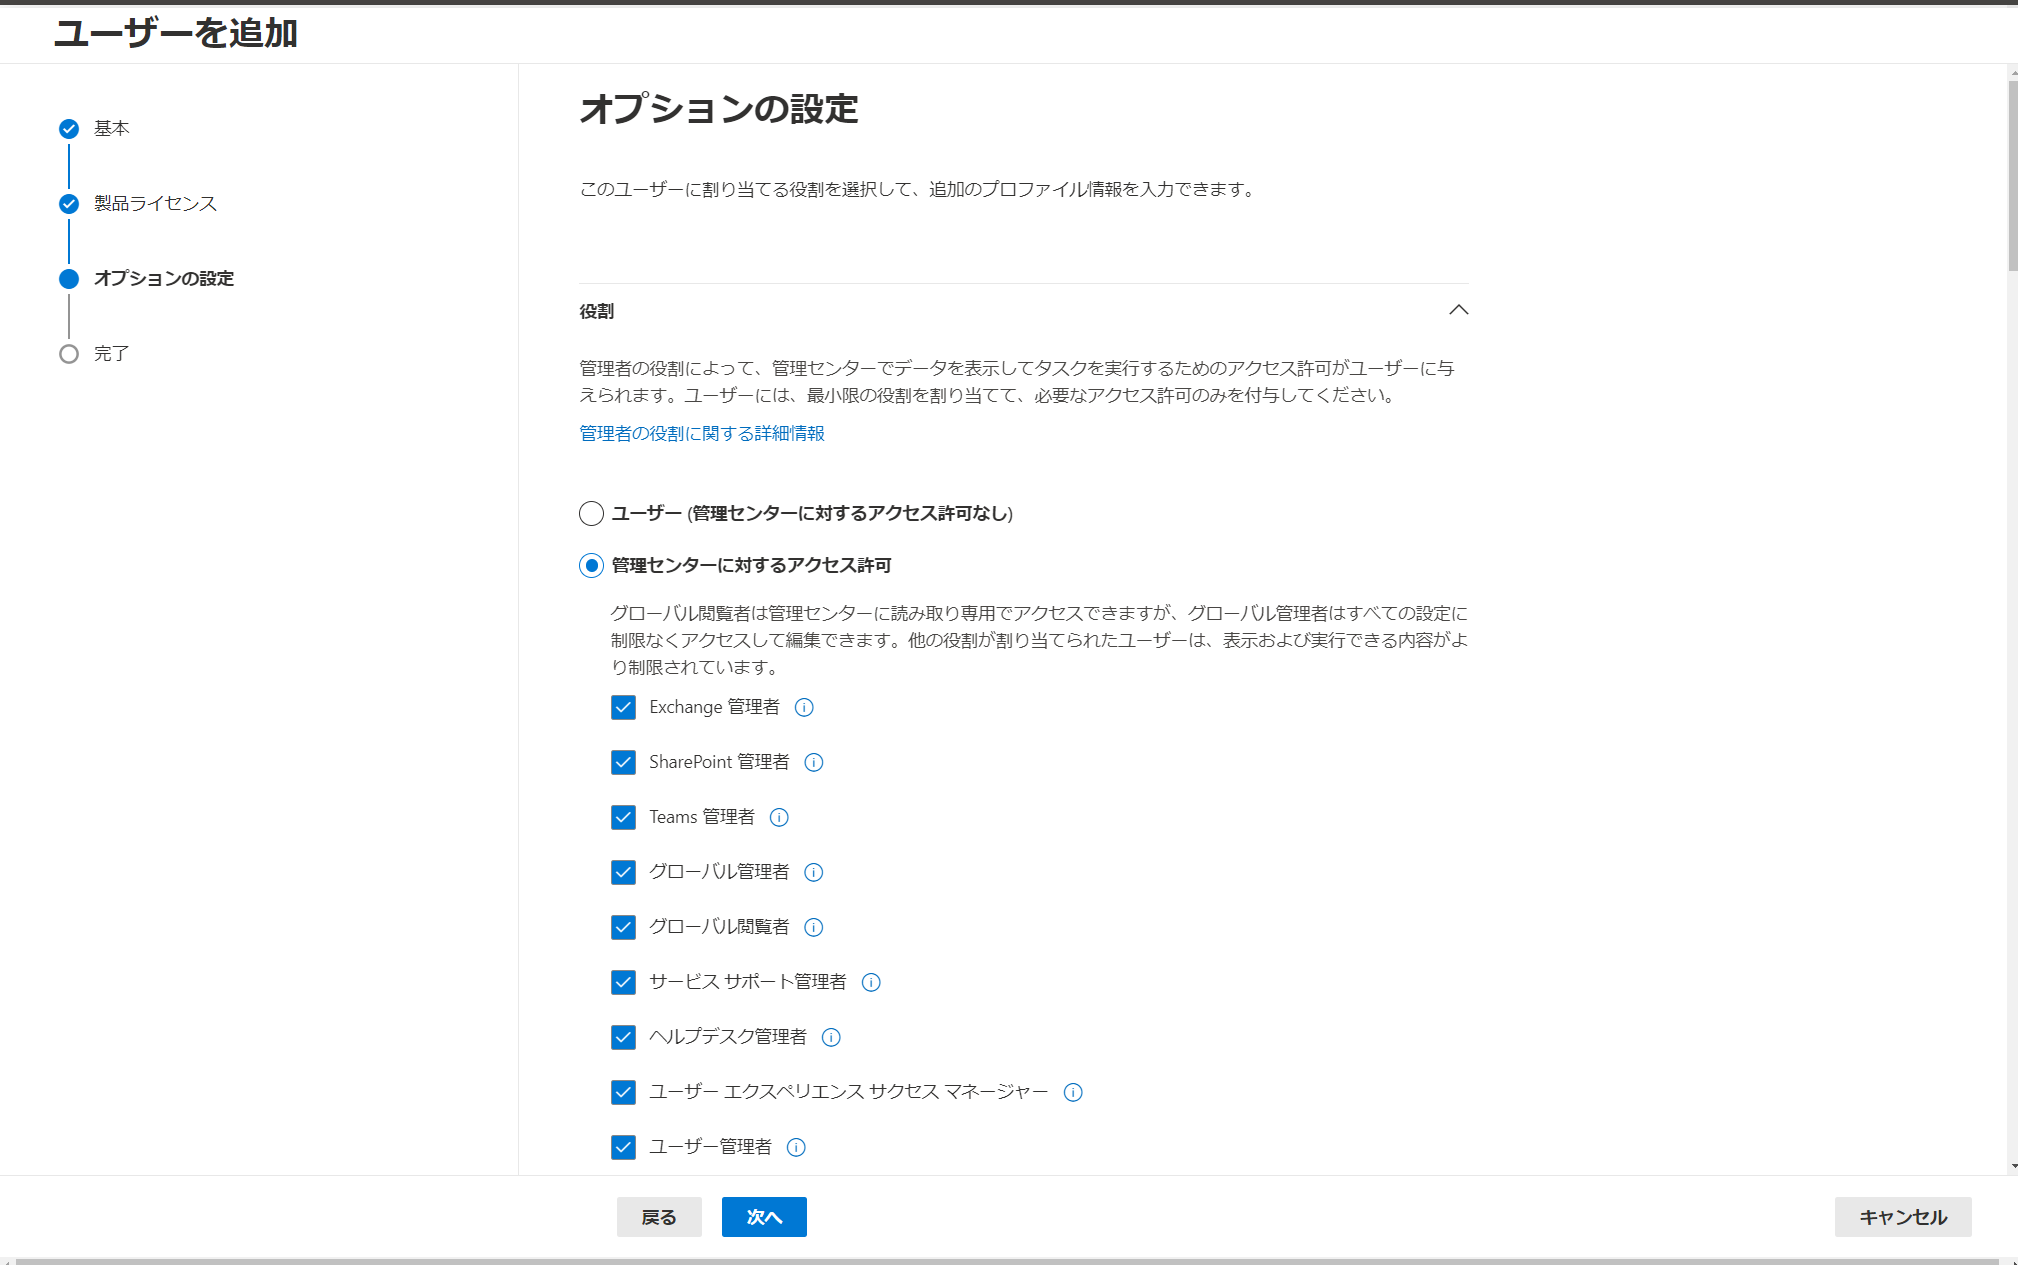 ユーザーを追加
基本
製品ライセンス
オプションの設定
完了
オプションの設定
このユーザーに割り当てる役割を選択して、追加のプロファイル情報を入力できます。
役割
管理者の役割によって、管理センターでデータを表示してタスクを実行するためのアクセス許可がユーザーに与
えられます。ユーザーには、最小限の役割を割り当てて、必要なアクセス許可のみを付与してください。
管理者の役割に関する詳細情報
ユーザー (管理センターに対するアクセス許可なし)
管理センターに対するアクセス許可
グローバル閲覧者は管理センターに読み取り専用でアクセスできますが、グローバル管理者はすべての設定に
制限なくアクセスして編集できます。他の役割が割り当てられたユーザーは、表示および実行できる内容がよ
り制限されています。
Exchange 管理者
SharePoint 管理者
Teams 管理者
グローバル管理者
グローバル閲覧者
サービス サポート管理者
ヘルプデスク管理者
ユーザー エクスペリエンス サクセス マネージャー
ユーザー管理者
戻る
次へ
キャンセル